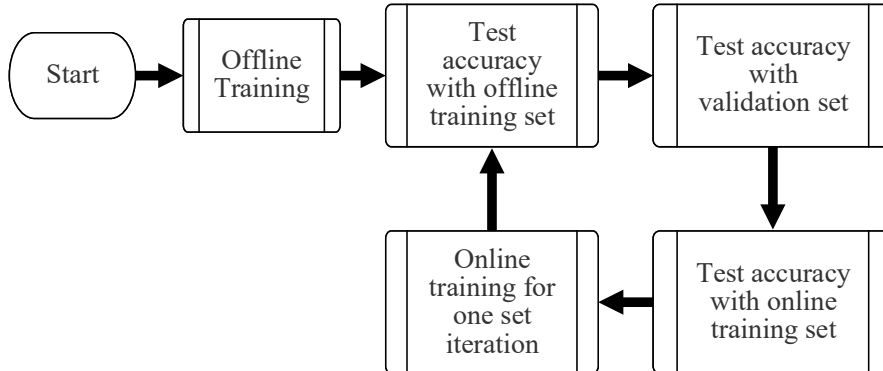 Start
Offline
Training
Test
accuracy
with offline
training set
Test accuracy
with
validation set
Online
training for
one set
iteration
Test accuracy
with online
training set